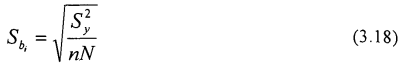 $S_{b_i} = \sqrt{\frac{S_y^2}{nN}}$ (3.18)